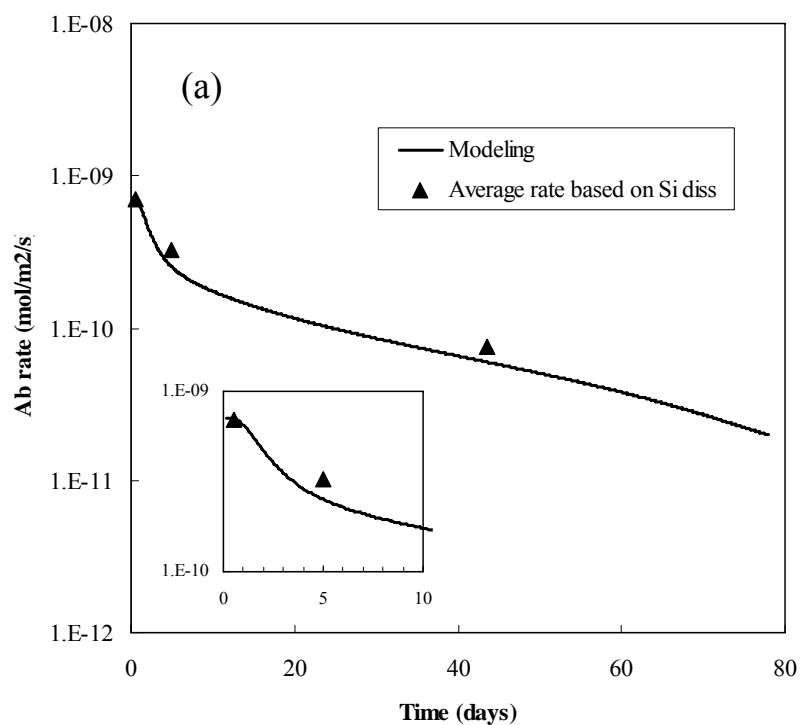 1.E-08
(a)
Modeling
Average rate based on Si diss
1.E-09
Ab rate (mol/m2/s)
1.E-10
1.E-09
1.E-11
1.E-10
0 5 10
1.E-12
0 20 40 60 80
Time (days)